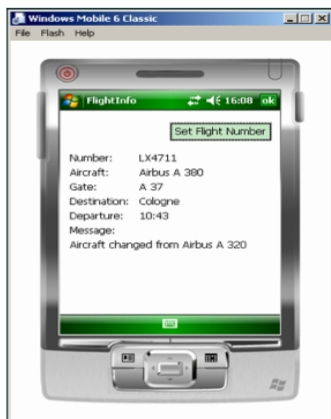 Windows Mobile 6 Classic
File Flash Help
FlightInfo 16:08 ok
Set Flight Number
Number: LX4711
Aircraft: Airbus A 380
Gate: A 37
Destination: Cologne
Departure: 10:43
Message:
Aircraft changed from Airbus A 320